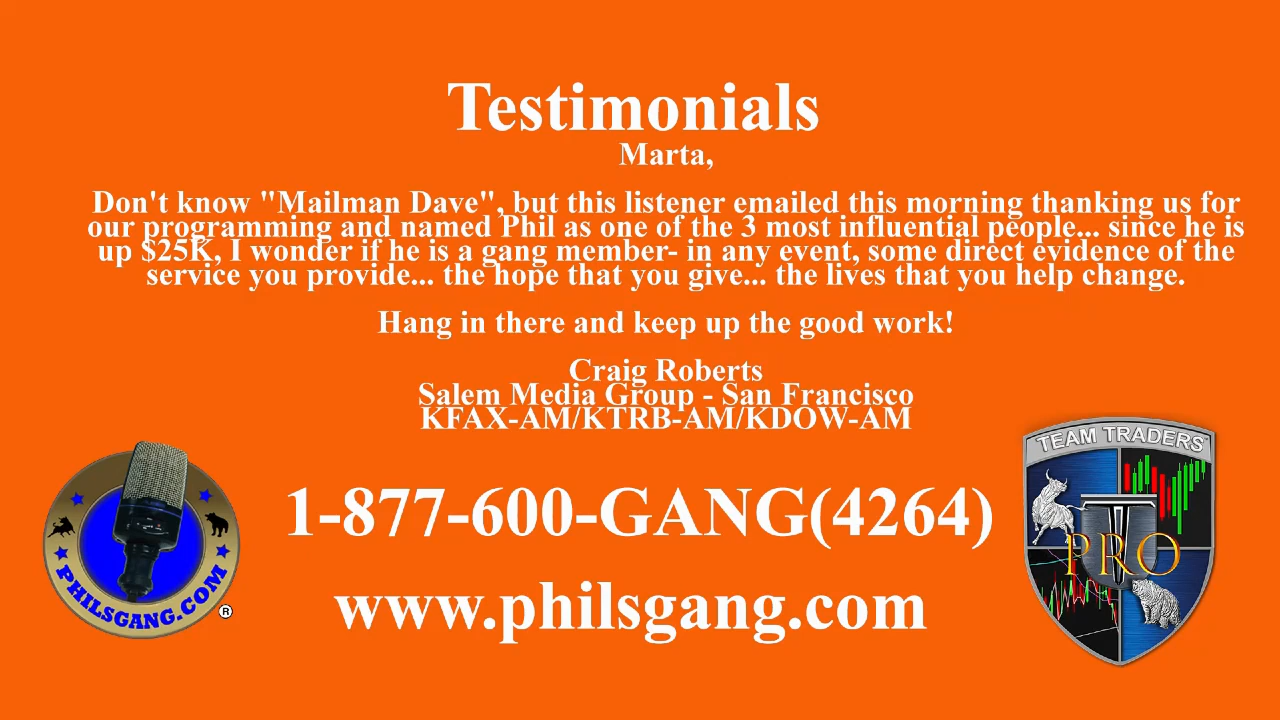 Testimonials
Marta,
Don't know "Mailman Dave", but this listener emailed this morning thanking us for
our programming and named Phil as one of the 3 most influential people... since he is
up $25K, I wonder if he is a gang member- in any event, some direct evidence of the
service you provide... the hope that you give... the lives that you help change.
Hang in there and keep up the good work!
Craig Roberts
Salem Media Group - San Francisco
KFAX-AM/KTRB-AM/KDOW-AM
1-877-600-GANG(4264)
www.philsgang.com
PHILSGANG.COM
®
TEAM TRADERS
PRO